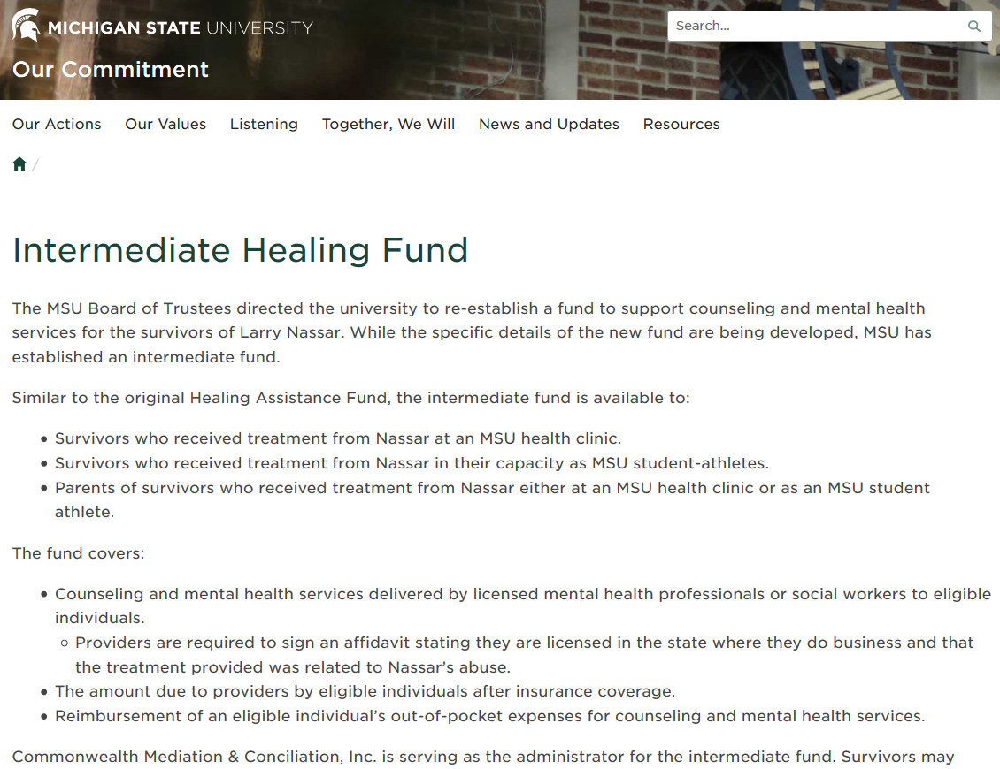 MICHIGAN STATE UNIVERSITY
Search...
Our Commitment
Our Actions Our Values Listening Together, We Will News and Updates Resources
/
Intermediate Healing Fund
The MSU Board of Trustees directed the university to re-establish a fund to support counseling and mental health
services for the survivors of Larry Nassar. While the specific details of the new fund are being developed, MSU has
established an intermediate fund.
Similar to the original Healing Assistance Fund, the intermediate fund is available to:
• Survivors who received treatment from Nassar at an MSU health clinic.
• Survivors who received treatment from Nassar in their capacity as MSU student-athletes.
• Parents of survivors who received treatment from Nassar either at an MSU health clinic or as an MSU student
athlete.
The fund covers:
• Counseling and mental health services delivered by licensed mental health professionals or social workers to eligible
individuals.
◦ Providers are required to sign an affidavit stating they are licensed in the state where they do business and that
the treatment provided was related to Nassar’s abuse.
• The amount due to providers by eligible individuals after insurance coverage.
• Reimbursement of an eligible individual’s out-of-pocket expenses for counseling and mental health services.
Commonwealth Mediation & Conciliation, Inc. is serving as the administrator for the intermediate fund. Survivors may